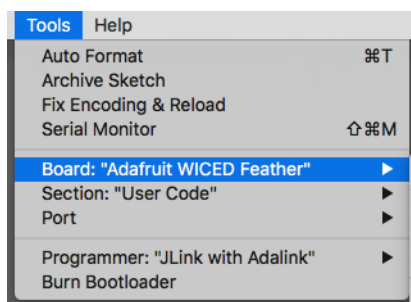 Tools Help
Auto Format ⌘T
Archive Sketch
Fix Encoding & Reload
Serial Monitor ⇧⌘M
Board: "Adafruit WICED Feather" ▶
Section: "User Code" ▶
Port ▶
Programmer: "JLink with Adalink" ▶
Burn Bootloader